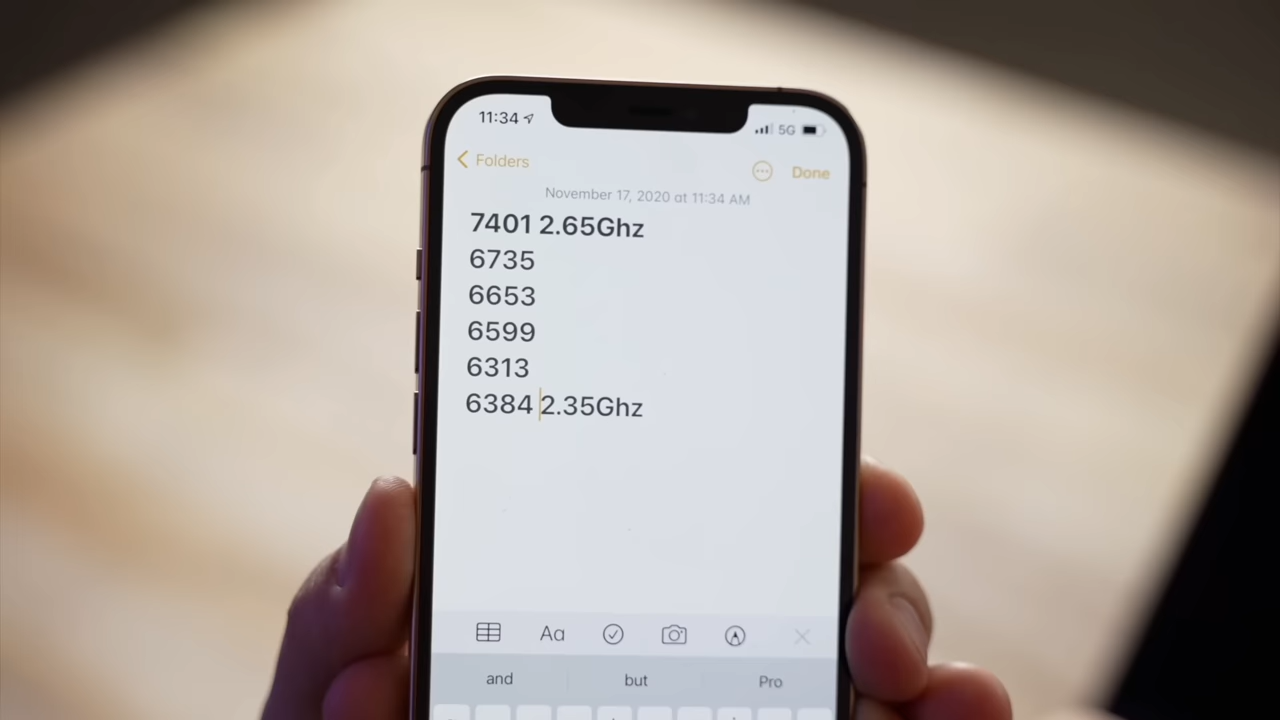 11:34 5G
Folders Done
November 17, 2020 at 11:34 AM
7401 2.65Ghz
6735
6653
6599
6313
6384 2.35Ghz
Aa
and but Pro